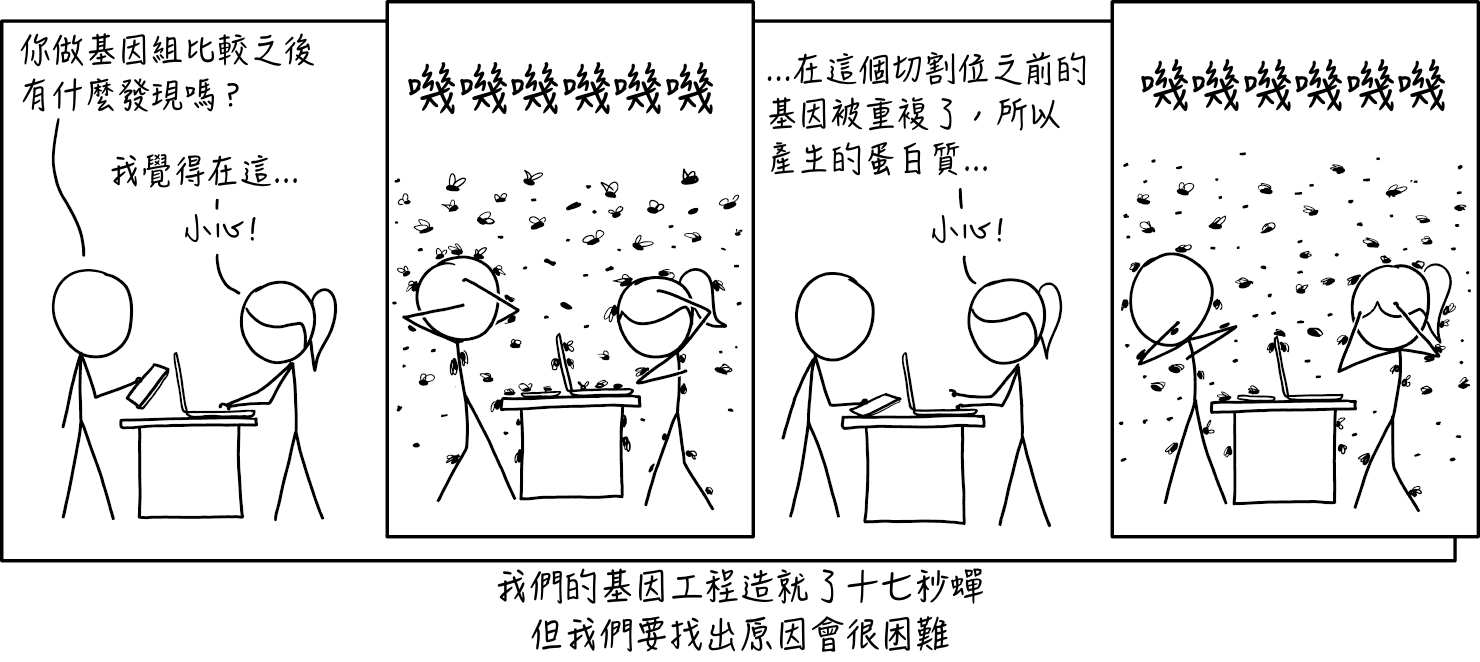 你做基因組比較之後
有什麼發現嗎？
我覺得在這…
小心!
嘰嘰嘰嘰嘰嘰
…在這個切割位之前的
基因被重複了，所以
產生的蛋白質…
小心!
嘰嘰嘰嘰嘰嘰
我們的基因工程造就了十七秒蟬
但我們要找出原因會很困難